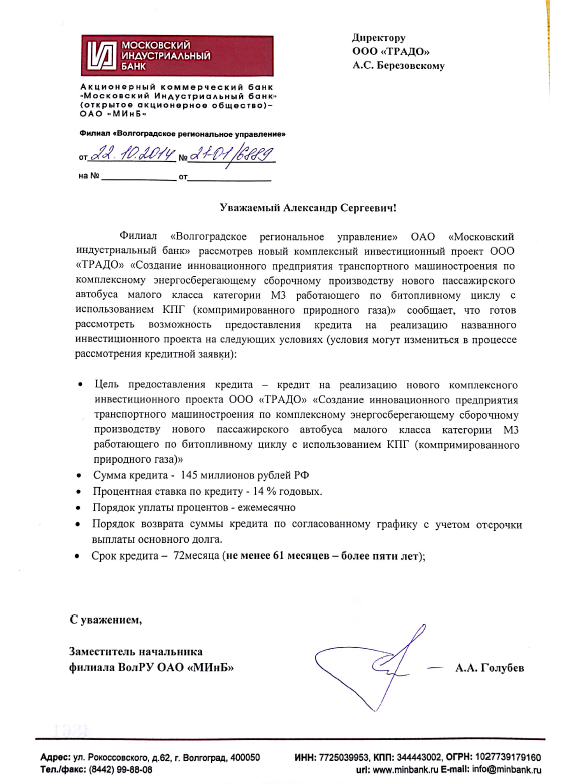 МОСКОВСКИЙ
ИНДУСТРИАЛЬНЫЙ
БАНК
Директору
ООО «ТРАДО»
А.С. Березовскому
Акционерный коммерческий банк
«Московский Индустриальный банк»
(открытое акционерное общество)–
ОАО «МИнБ»
Филиал «Волгоградское региональное управление»
от 22.10.2014 № 21-01/6889
на № от
Уважаемый Александр Сергеевич!
Филиал «Волгоградское региональное управление» ОАО «Московский
индустриальный банк» рассмотрев новый комплексный инвестиционный проект ООО
«ТРАДО» «Создание инновационного предприятия транспортного машиностроения по
комплексному энергосберегающему сборочному производству нового пассажирского
автобуса малого класса категории М3 работающего по битопливному циклу с
использованием КПГ (компримированного природного газа)» сообщает, что готов
рассмотреть возможность предоставления кредита на реализацию названного
инвестиционного проекта на следующих условиях (условия могут измениться в процессе
рассмотрения кредитной заявки):
• Цель предоставления кредита – кредит на реализацию нового комплексного
инвестиционного проекта ООО «ТРАДО» «Создание инновационного предприятия
транспортного машиностроения по комплексному энергосберегающему сборочному
производству нового пассажирского автобуса малого класса категории М3
работающего по битопливному циклу с использованием КПГ (компримированного
природного газа)»
• Сумма кредита - 145 миллионов рублей РФ
• Процентная ставка по кредиту - 14 % годовых.
• Порядок уплаты процентов - ежемесячно
• Порядок возврата суммы кредита по согласованному графику с учетом отсрочки
выплаты основного долга.
• Срок кредита – 72месяца (не менее 61 месяцев – более пяти лет);
С уважением,
Заместитель начальника
филиала ВолРУ ОАО «МИнБ»
А.А. Голубев
Адрес: ул. Рокоссовского, д.62, г. Волгоград, 400050
Тел./факс: (8442) 99-88-08
ИНН: 7725039953, КПП: 344443002, ОГРН: 1027739179160
url: www.minbank.ru E-mail: info@minbank.ru